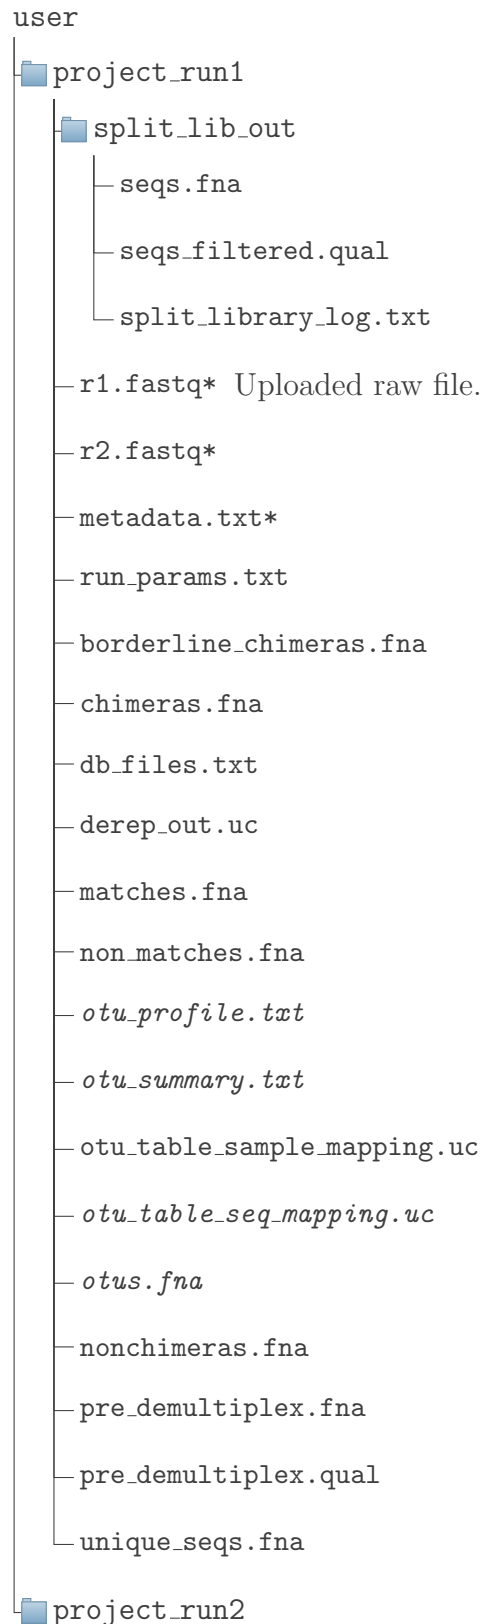 user
project_run1
split_lib_out
seqs.fna
seqs_filtered.qual
split_library_log.txt
r1.fastq* Uploaded raw file.
r2.fastq*
metadata.txt*
run_params.txt
borderline_chimeras.fna
chimeras.fna
db_files.txt
derep_out.uc
matches.fna
non_matches.fna
otu_profile.txt
otu_summary.txt
otu_table_sample_mapping.uc
otu_table_seq_mapping.uc
otus.fna
nonchimeras.fna
pre_demultiplex.fna
pre_demultiplex.qual
unique_seqs.fna
project_run2